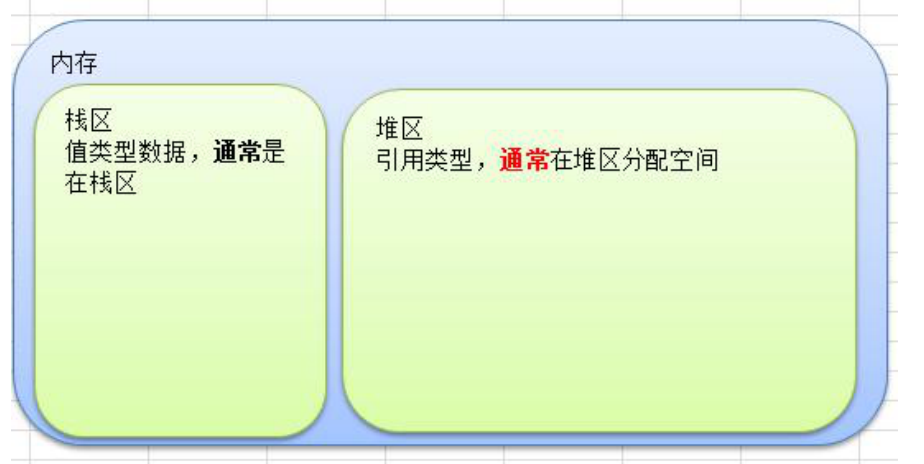 内存
栈区
值类型数据，通常是
在栈区
堆区
引用类型，通常在堆区分配空间